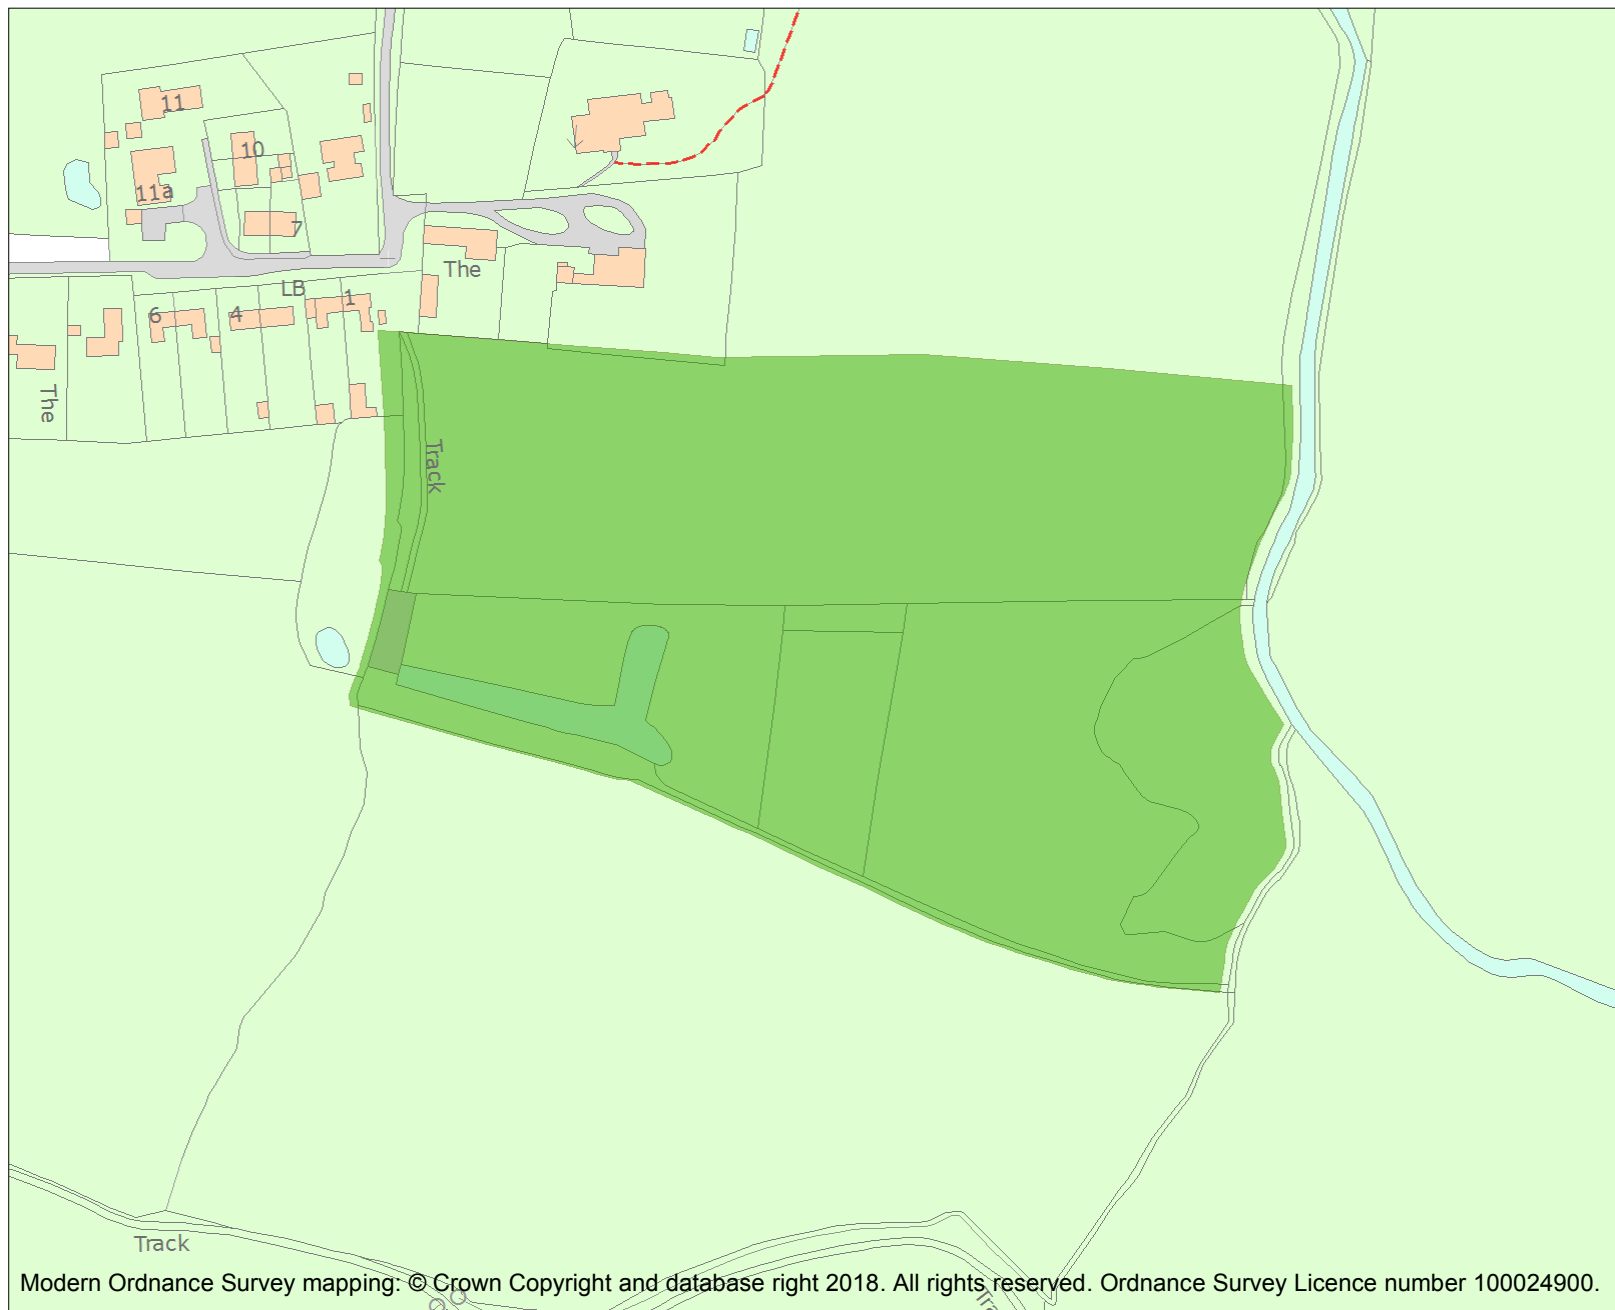 11
10
11a
7
The
LB
1
6
4
The
Track
Track
Modern Ordnance Survey mapping: © Crown Copyright and database right 2018. All rights reserved. Ordnance Survey Licence number 100024900.